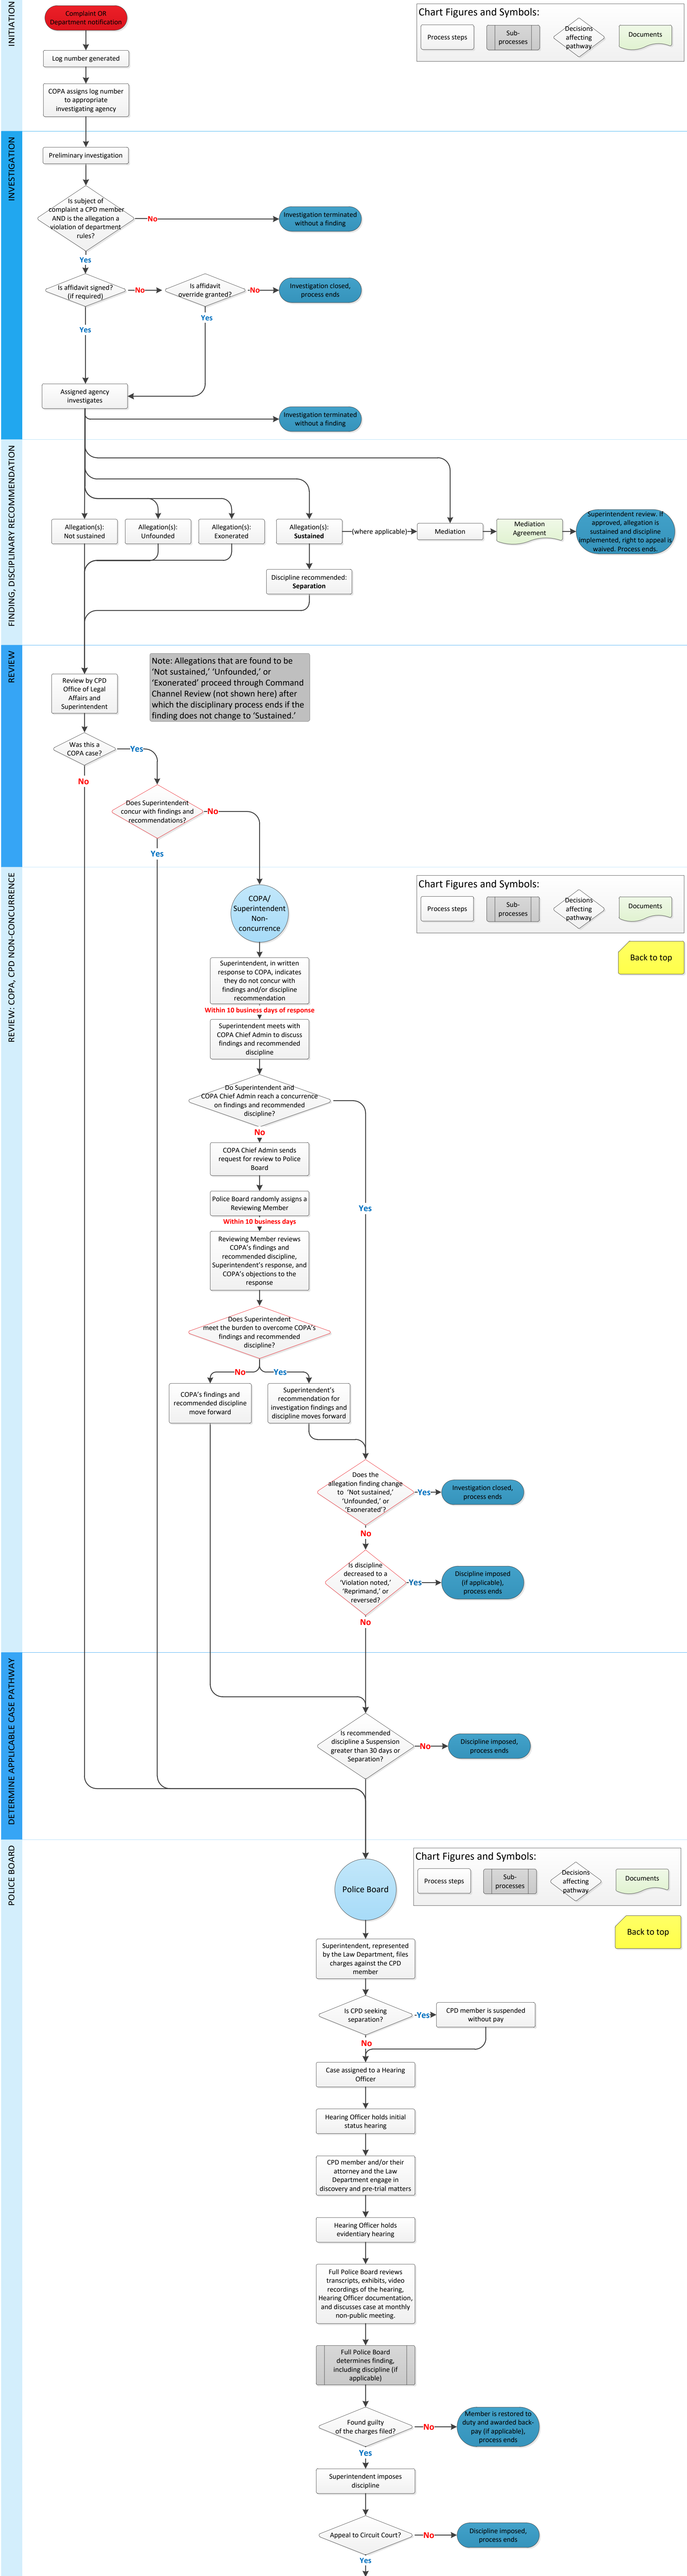 INITIATION
Complaint OR
Department notification
Log number generated
COPA assigns log number
to appropriate
investigating agency
Chart Figures and Symbols:
Process steps
Sub-
processes
Decisions
affecting
pathway
Documents
INVESTIGATION
Preliminary investigation
Is subject of
complaint a CPD member
AND is the allegation a
violation of department
rules?
No
Investigation terminated
without a finding
Yes
Is affidavit signed?
(if required)
No
Is affidavit
override granted?
No
Investigation closed,
process ends
Yes
Yes
Assigned agency
investigates
Investigation terminated
without a finding
FINDING, DISCIPLINARY RECOMMENDATION
Allegation(s):
Not sustained
Allegation(s):
Unfounded
Allegation(s):
Exonerated
Allegation(s):
Sustained
(where applicable)
Mediation
Mediation
Agreement
Superintendent review. If
approved, allegation is
sustained and discipline
implemented, right to appeal is
waived. Process ends.
Discipline recommended:
Separation
REVIEW
Review by CPD
Office of Legal
Affairs and
Superintendent
Note: Allegations that are found to be
‘Not sustained,’ ‘Unfounded,’ or
‘Exonerated’ proceed through Command
Channel Review (not shown here) after
which the disciplinary process ends if the
finding does not change to ‘Sustained.’
Was this a
COPA case?
Yes
No
Does Superintendent
concur with findings and
recommendations?
No
Yes
REVIEW: COPA, CPD NON-CONCURRENCE
COPA/
Superintendent
Non-
concurrence
Chart Figures and Symbols:
Process steps
Sub-
processes
Decisions
affecting
pathway
Documents
Back to top
Superintendent, in written
response to COPA, indicates
they do not concur with
findings and/or discipline
recommendation
Within 10 business days of response
Superintendent meets with
COPA Chief Admin to discuss
findings and recommended
discipline
Do Superintendent and
COPA Chief Admin reach a concurrence
on findings and recommended
discipline?
No
COPA Chief Admin sends
request for review to Police
Board
Police Board randomly assigns a
Reviewing Member
Yes
Within 10 business days
Reviewing Member reviews
COPA’s findings and
recommended discipline,
Superintendent’s response, and
COPA’s objections to the
response
Does Superintendent
meet the burden to overcome COPA’s
findings and recommended
discipline?
No
Yes
COPA’s findings and
recommended discipline
move forward
Superintendent’s
recommendation for
investigation findings and
discipline moves forward
Does the
allegation finding change
to ‘Not sustained,’
‘Unfounded,’ or
‘Exonerated’?
Yes
Investigation closed,
process ends
No
Is discipline
decreased to a
‘Violation noted,’
‘Reprimand,’ or
reversed?
Yes
Discipline imposed
(if applicable),
process ends
No
DETERMINE APPLICABLE CASE PATHWAY
Is recommended
discipline a Suspension
greater than 30 days or
Separation?
No
Discipline imposed,
process ends
POLICE BOARD
Police Board
Chart Figures and Symbols:
Process steps
Sub-
processes
Decisions
affecting
pathway
Documents
Back to top
Superintendent, represented
by the Law Department, files
charges against the CPD
member
Is CPD seeking
separation?
Yes
CPD member is suspended
without pay
No
Case assigned to a Hearing
Officer
Hearing Officer holds initial
status hearing
CPD member and/or their
attorney and the Law
Department engage in
discovery and pre-trial matters
Hearing Officer holds
evidentiary hearing
Full Police Board reviews
transcripts, exhibits, video
recordings of the hearing,
Hearing Officer documentation,
and discusses case at monthly
non-public meeting.
Full Police Board
determines finding,
including discipline (if
applicable)
Found guilty
of the charges filed?
No
Member is restored to
duty and awarded back-
pay (if applicable),
process ends
Yes
Superintendent imposes
discipline
Appeal to Circuit Court?
No
Discipline imposed,
process ends
Yes